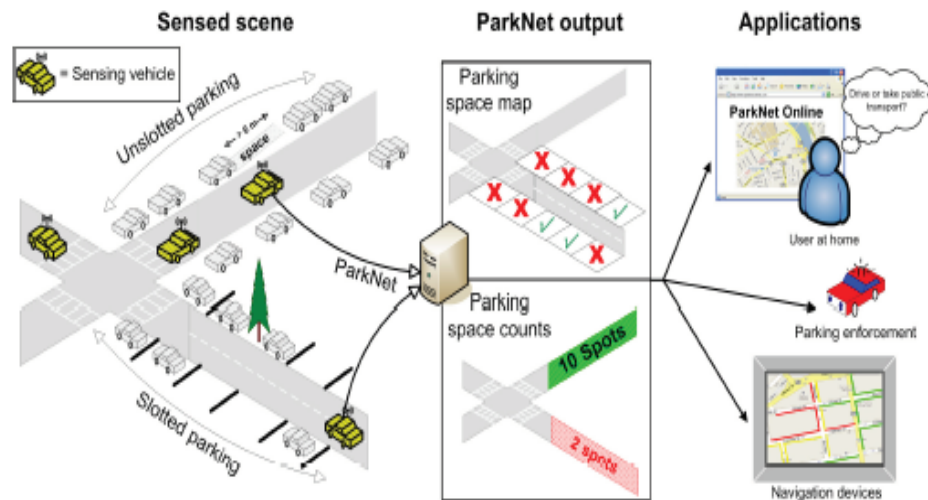 Sensed scene
ParkNet output
Applications
= Sensing vehicle
Unslotted parking
> 6 m
space
ParkNet
Slotted parking
Parking
space map
Parking
space counts
10 Spots
2 spots
ParkNet Online
Drive or take public
transport?
User at home
Parking enforcement
Navigation devices